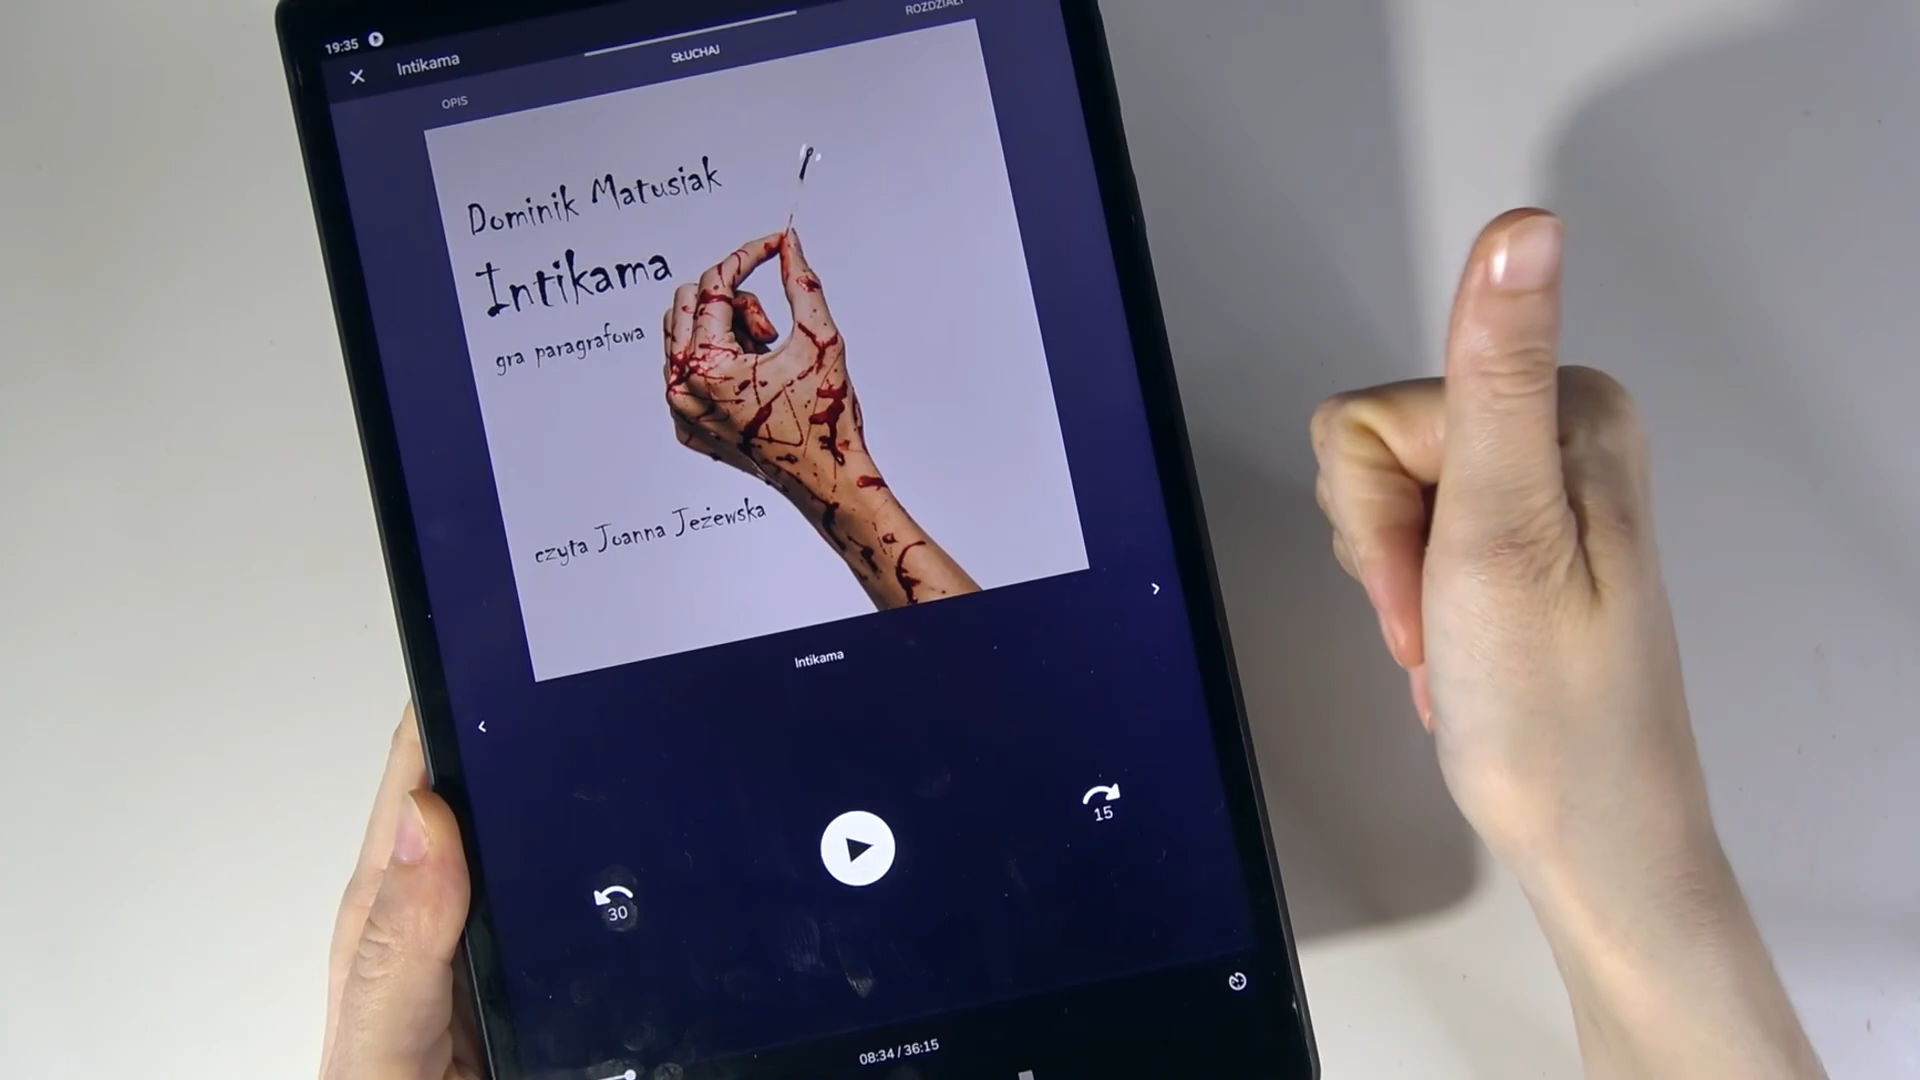 19:35
Intikama
OPIS
SŁUCHAJ
ROZDZIAŁY
Dominik Matusiak
Intikama
gra paragrafowa
czyta Joanna Jeżewska
Intikama
30
15
08:34 / 36:15